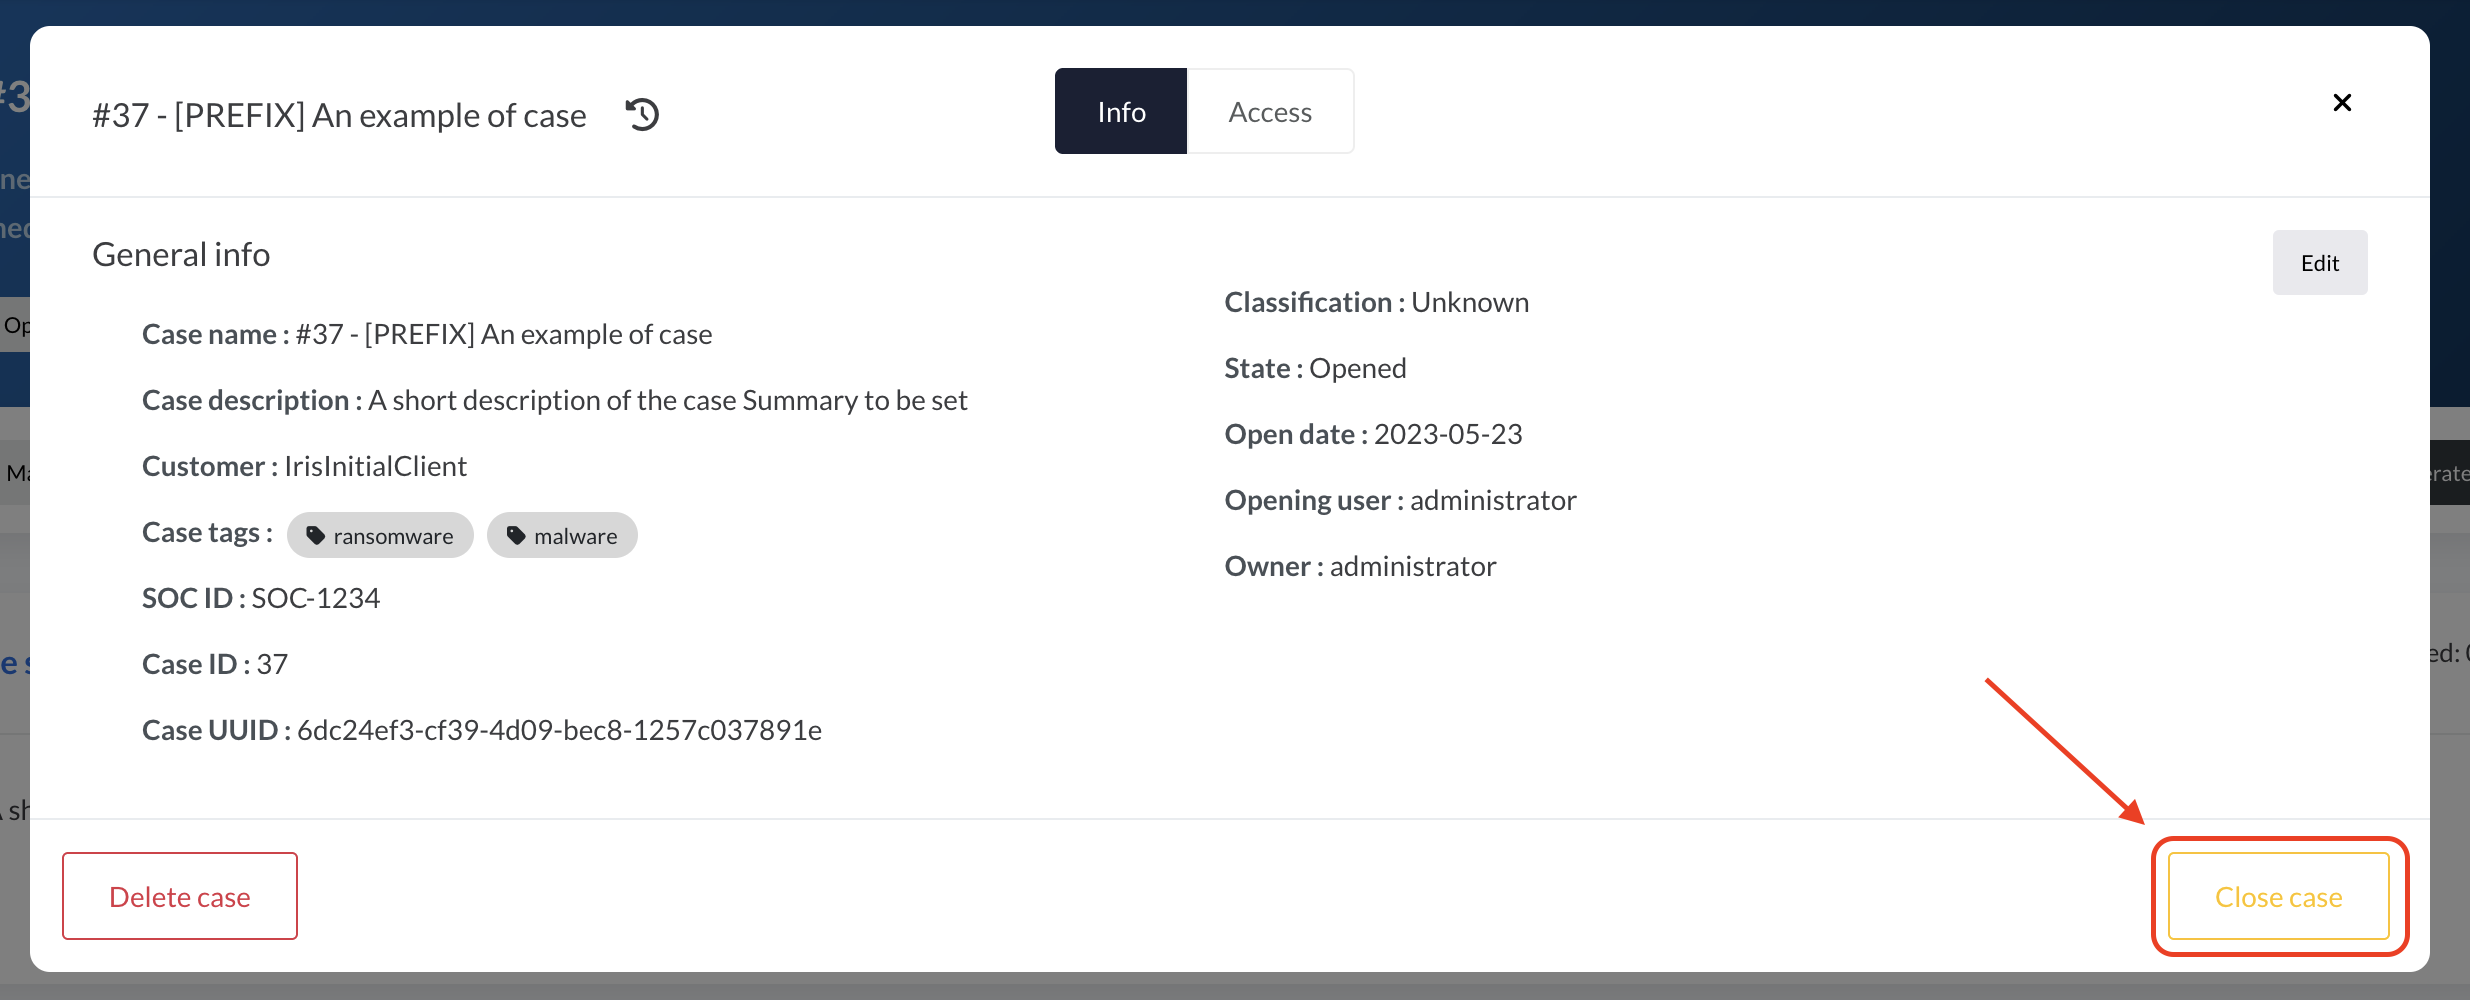 #37 - [PREFIX] An example of case
Info
Access
General info
Edit
Case name : #37 - [PREFIX] An example of case
Case description : A short description of the case Summary to be set
Customer : IrisInitialClient
Case tags : ransomware malware
SOC ID : SOC-1234
Case ID : 37
Case UUID : 6dc24ef3-cf39-4d09-bec8-1257c037891e
Classification : Unknown
State : Opened
Open date : 2023-05-23
Opening user : administrator
Owner : administrator
Delete case
Close case